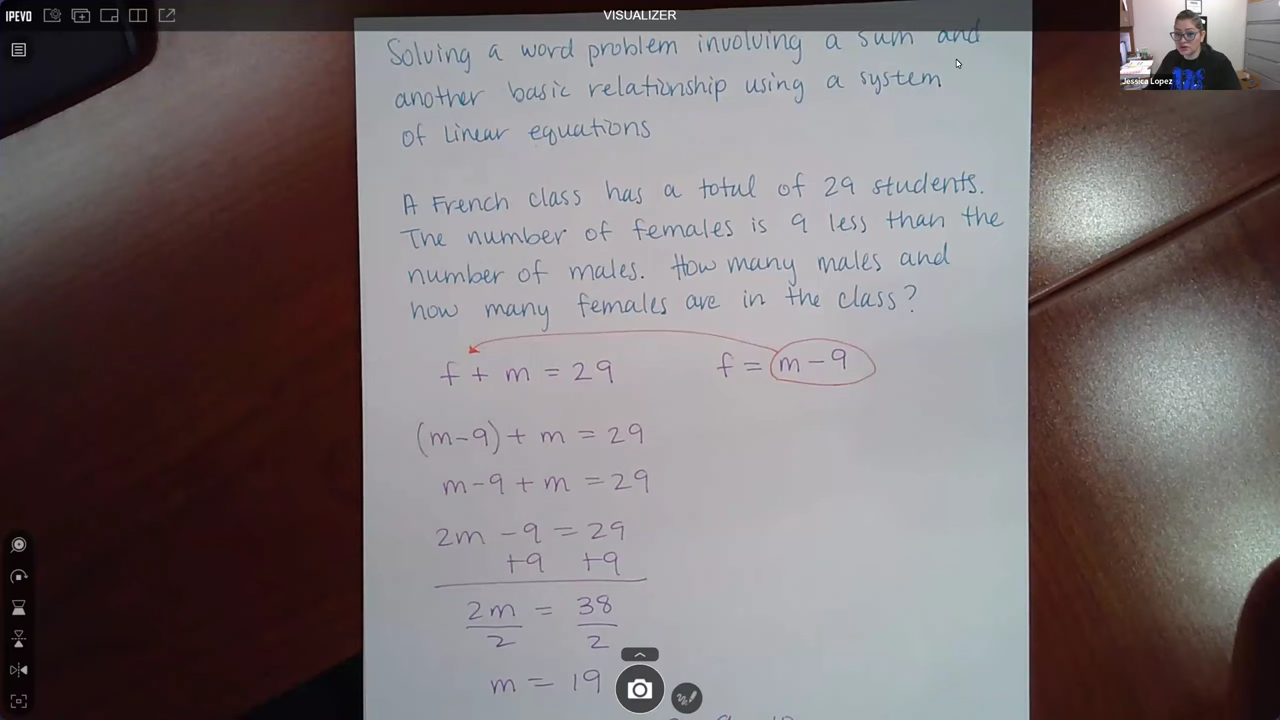 IPEVO
VISUALIZER
Jessica Lopez
Solving a word problem involving a sum and
another basic relationship using a system
of linear equations
A French class has a total of 29 students.
The number of females is 9 less than the
number of males. How many males and
how many females are in the class?
f + m = 29 f = m - 9
(m-9) + m = 29
m-9 + m = 29
2m - 9 = 29
+9 +9
2m = 38
2 2
m = 19